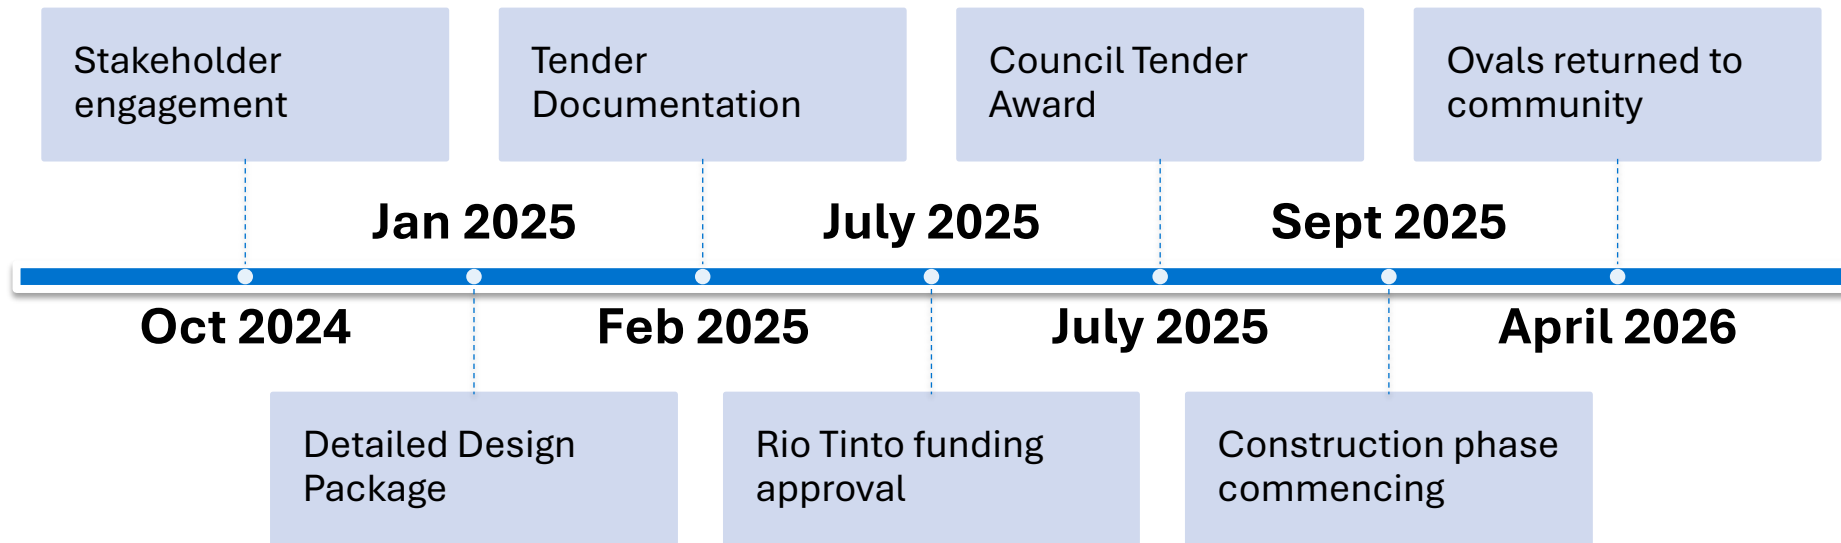 Stakeholder
engagement
Tender
Documentation
Council Tender
Award
Ovals returned to
community
Jan 2025
July 2025
Sept 2025
Oct 2024
Feb 2025
July 2025
April 2026
Detailed Design
Package
Rio Tinto funding
approval
Construction phase
commencing